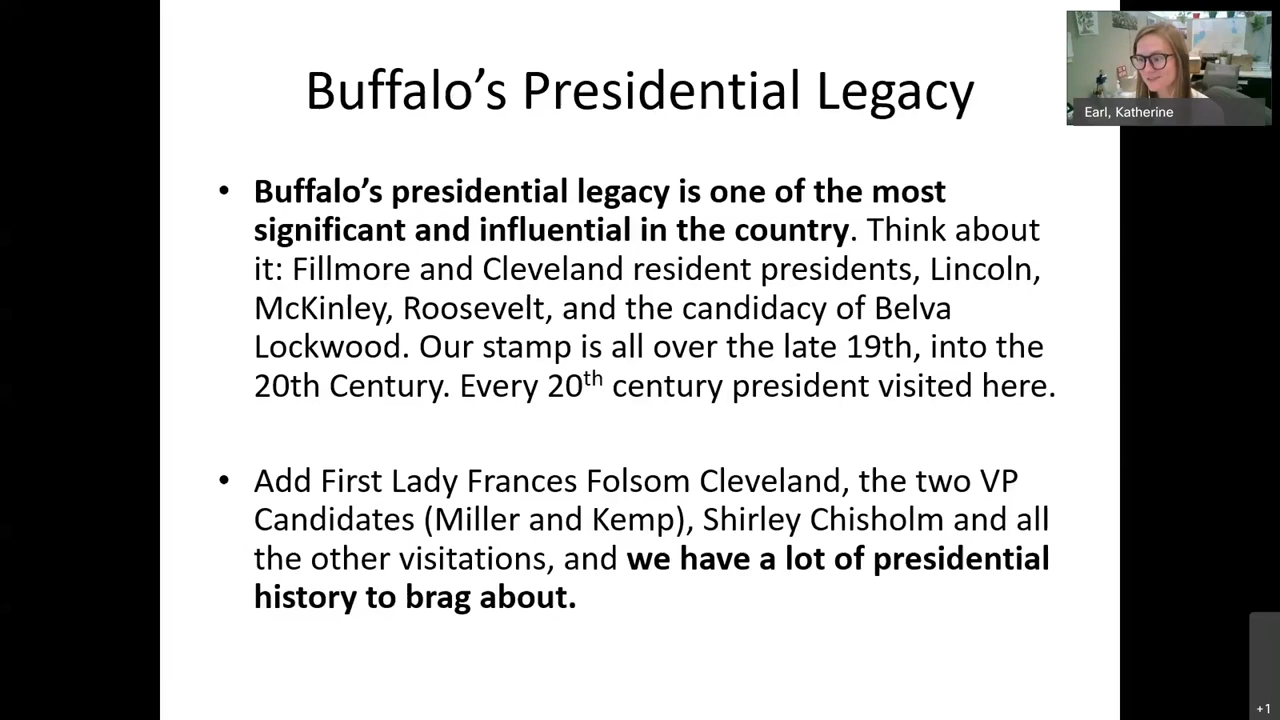 Buffalo’s Presidential Legacy
Earl, Katherine
• Buffalo’s presidential legacy is one of the most
significant and influential in the country. Think about
it: Fillmore and Cleveland resident presidents, Lincoln,
McKinley, Roosevelt, and the candidacy of Belva
Lockwood. Our stamp is all over the late 19th, into the
20th Century. Every 20th century president visited here.
• Add First Lady Frances Folsom Cleveland, the two VP
Candidates (Miller and Kemp), Shirley Chisholm and all
the other visitations, and we have a lot of presidential
history to brag about.
+1